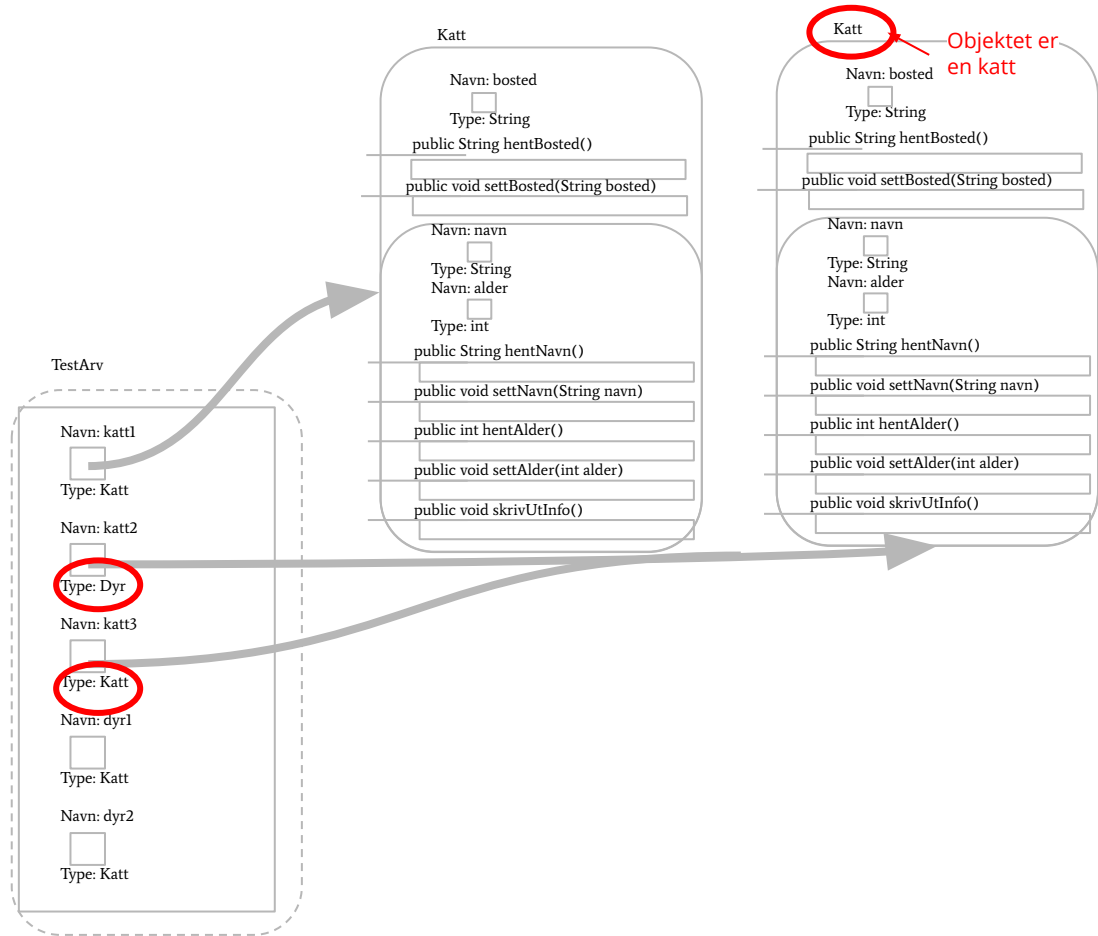 Katt
Navn: bosted
Type: String
public String hentBosted()
public void settBosted(String bosted)
Navn: navn
Type: String
Navn: alder
Type: int
public String hentNavn()
public void settNavn(String navn)
public int hentAlder()
public void settAlder(int alder)
public void skrivUtInfo()
Katt
Objektet er
en katt
Navn: bosted
Type: String
public String hentBosted()
public void settBosted(String bosted)
Navn: navn
Type: String
Navn: alder
Type: int
public String hentNavn()
public void settNavn(String navn)
public int hentAlder()
public void settAlder(int alder)
public void skrivUtInfo()
TestArv
Navn: katt1
Type: Katt
Navn: katt2
Type: Dyr
Navn: katt3
Type: Katt
Navn: dyr1
Type: Katt
Navn: dyr2
Type: Katt